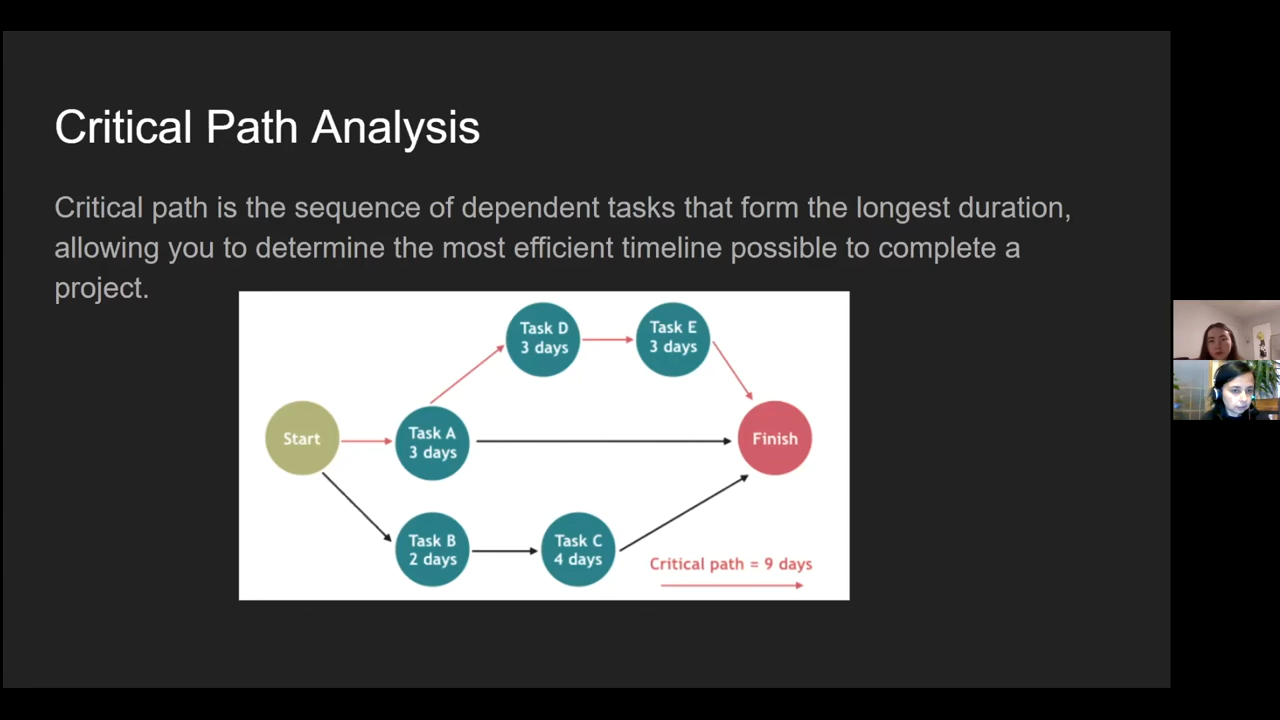 Critical Path Analysis
Critical path is the sequence of dependent tasks that form the longest duration,
allowing you to determine the most efficient timeline possible to complete a
project.
Task D
3 days
Task E
3 days
Start
Task A
3 days
Finish
Task B
2 days
Task C
4 days
Critical path = 9 days